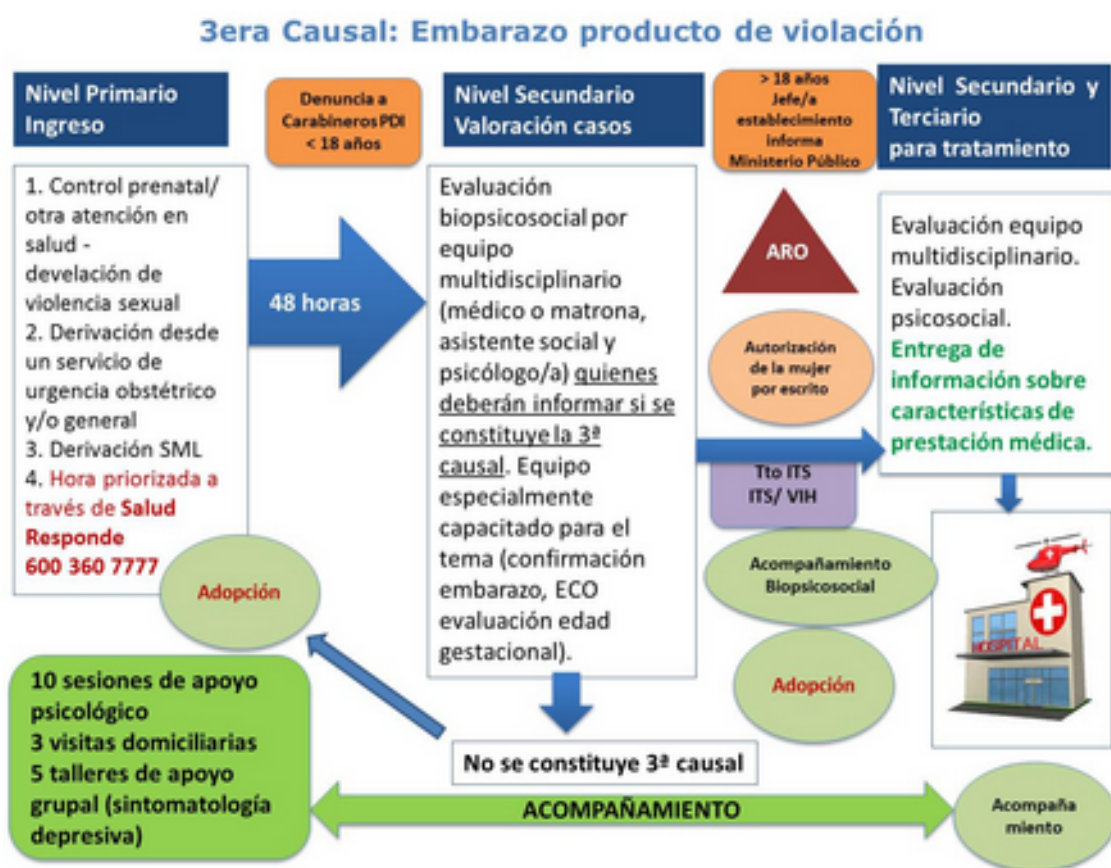 3era Causal: Embarazo producto de violación
Nivel Primario
Ingreso
Denuncia a
Carabineros PDI
< 18 años
Nivel Secundario
Valoración casos
> 18 años
Jefe/a
establecimiento
informa
Ministerio Público
Nivel Secundario y
Terciario
para tratamiento
1. Control prenatal/
otra atención en
salud -
develación de
violencia sexual
2. Derivación desde
un servicio de
urgencia obstétrico
y/o general
3. Derivación SML
4. Hora priorizada a
través de Salud
Responde
600 360 7777
48 horas
Evaluación
biopsicosocial por
equipo
multidisciplinario
(médico o matrona,
asistente social y
psicólogo/a) quienes
deberán informar si se
constituye la 3ª
causal. Equipo
especialmente
capacitado para el
tema (confirmación
embarazo, ECO
evaluación edad
gestacional).
ARO
Autorización
de la mujer
por escrito
Tto ITS
ITS/ VIH
Acompañamiento
Biopsicosocial
Adopción
Evaluación equipo
multidisciplinario.
Evaluación
psicosocial.
Entrega de
información sobre
características de
prestación médica.
HOSPITAL
Adopción
10 sesiones de apoyo
psicológico
3 visitas domiciliarias
5 talleres de apoyo
grupal (sintomatología
depresiva)
No se constituye 3ª causal
ACOMPAÑAMIENTO
Acompaña
miento